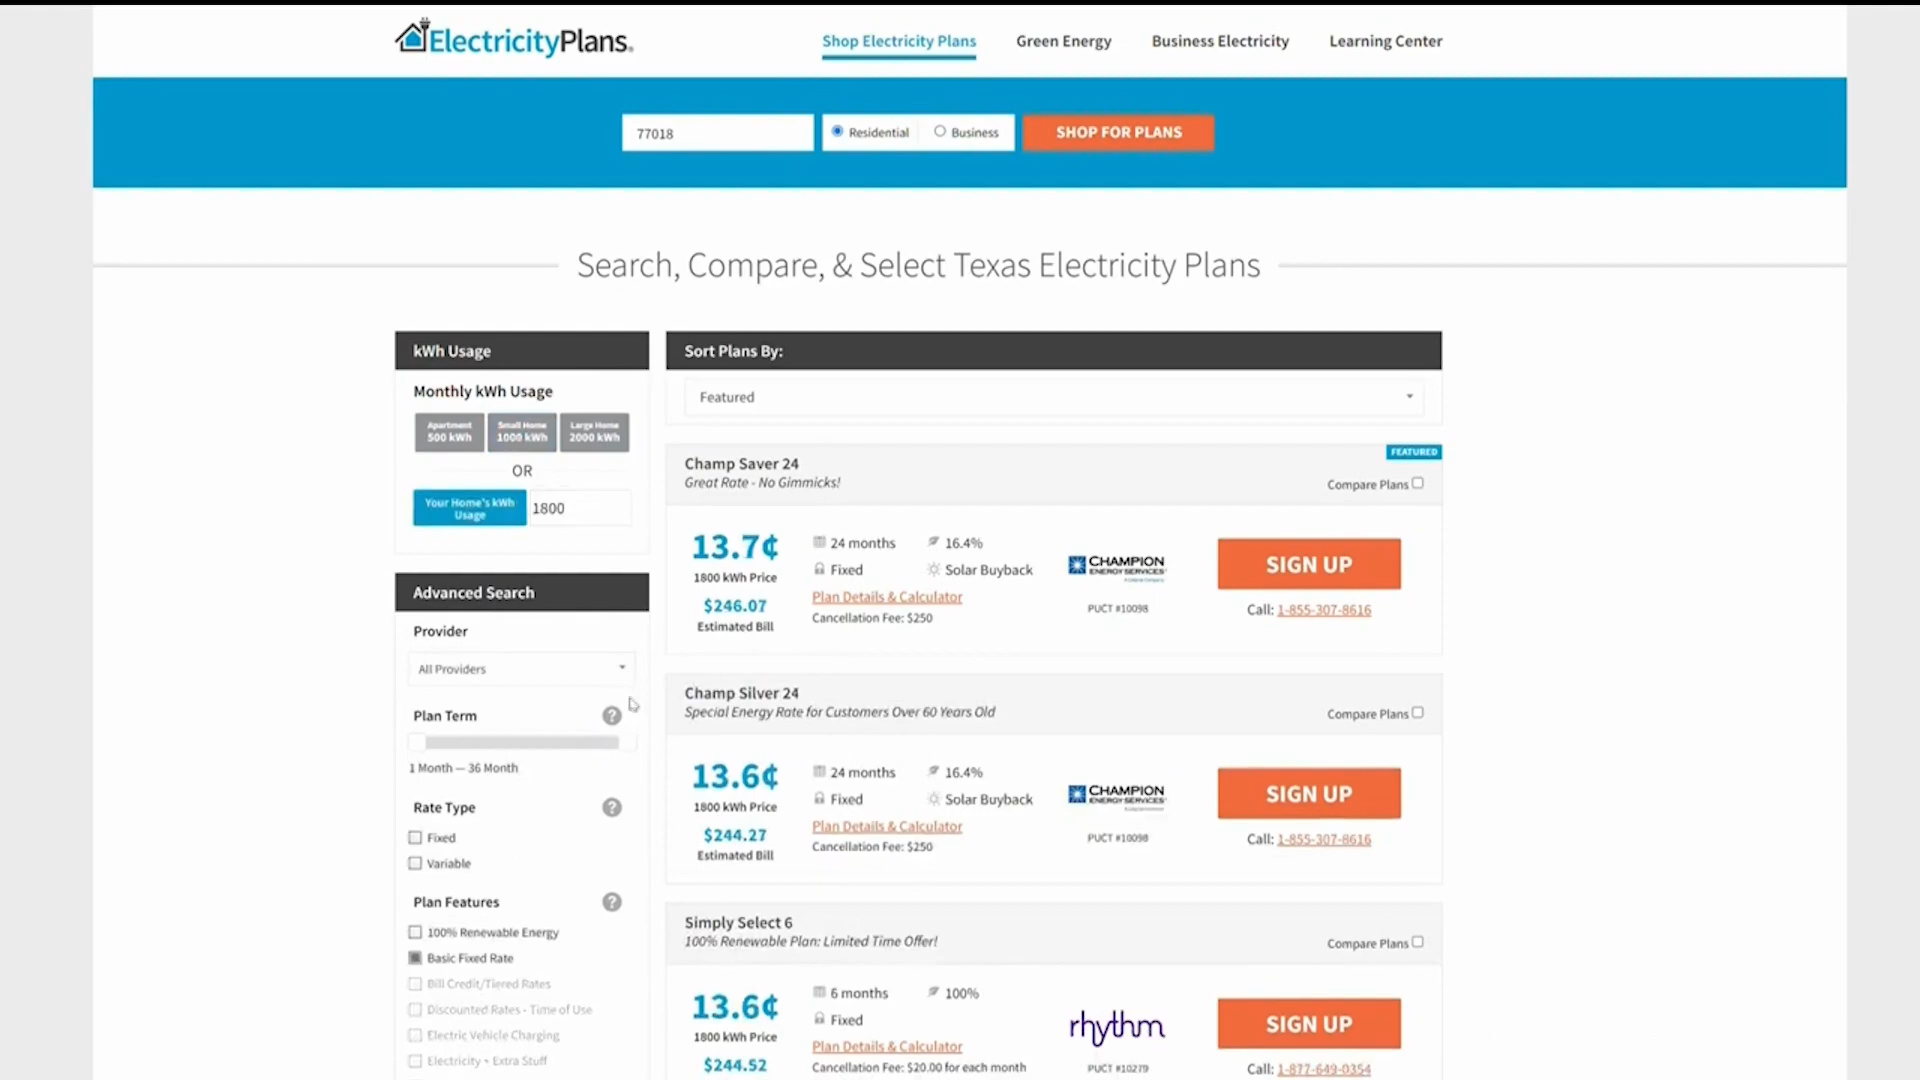 ElectricityPlans.
Shop Electricity Plans
Green Energy
Business Electricity
Learning Center
77018
Residential
Business
SHOP FOR PLANS
Search, Compare, & Select Texas Electricity Plans
kWh Usage
Monthly kWh Usage
Apartment
500 kWh
Small Home
1000 kWh
Large Home
2000 kWh
OR
Your Home's kWh
Usage
1800
Advanced Search
Provider
All Providers
Plan Term
?
1 Month — 36 Month
Rate Type
?
Fixed
Variable
Plan Features
?
100% Renewable Energy
Basic Fixed Rate
Bill Credit/Tiered Rates
Discounted Rates - Time of Use
Electric Vehicle Charging
Electricity + Extra Stuff
Sort Plans By:
Featured
FEATURED
Champ Saver 24
Great Rate - No Gimmicks!
Compare Plans
13.7¢
1800 kWh Price
$246.07
Estimated Bill
24 months
16.4%
Fixed
Solar Buyback
Plan Details & Calculator
Cancellation Fee: $250
CHAMPION
ENERGY SERVICES
PUCT #10098
SIGN UP
Call: 1-855-307-8616
Champ Silver 24
Special Energy Rate for Customers Over 60 Years Old
Compare Plans
13.6¢
1800 kWh Price
$244.27
Estimated Bill
24 months
16.4%
Fixed
Solar Buyback
Plan Details & Calculator
Cancellation Fee: $250
CHAMPION
ENERGY SERVICES
PUCT #10098
SIGN UP
Call: 1-855-307-8616
Simply Select 6
100% Renewable Plan: Limited Time Offer!
Compare Plans
13.6¢
1800 kWh Price
$244.52
6 months
100%
Fixed
Plan Details & Calculator
Cancellation Fee: $20.00 for each month
rhythm
PUCT #10279
SIGN UP
Call: 1-877-649-0354